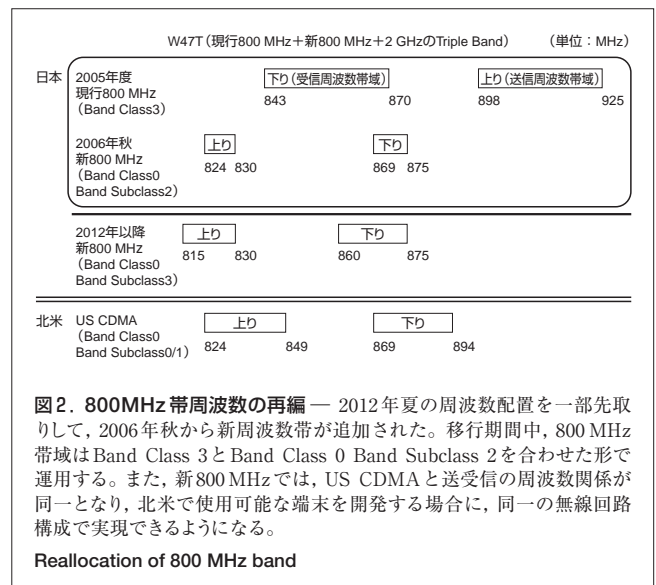 W47T(現行800 MHz+新800 MHz+2 GHzのTriple Band) (単位:MHz)
日本 2005年度 下り(受信周波数帯域) 上り(送信周波数帯域)
現行800 MHz
(Band Class3) 843 870 898 925
2006年秋 上り 下り
新800 MHz
(Band Class0 824 830 869 875
Band Subclass2)
2012年以降 上り 下り
新800 MHz 815 830 860 875
(Band Class0
Band Subclass3)
北米 US CDMA 上り 下り
(Band Class0
Band Subclass0/1) 824 849 869 894
図2. 800MHz帯周波数の再編 — 2012年夏の周波数配置を一部先取
りして,2006年秋から新周波数帯が追加された。移行期間中,800 MHz
帯域はBand Class 3とBand Class 0 Band Subclass 2を合わせた形で
運用する。また,新800 MHzでは,US CDMAと送受信の周波数関係が
同一となり,北米で使用可能な端末を開発する場合に,同一の無線回路
構成で実現できるようになる。
Reallocation of 800 MHz band